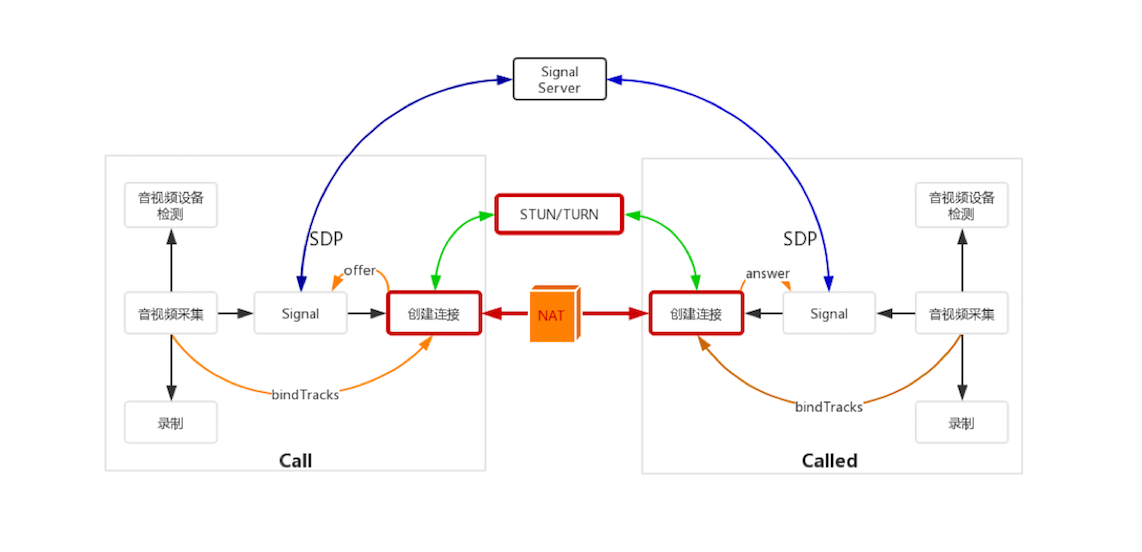 Signal
Server
音视频设备
检测
STUN/TURN
音视频设备
检测
SDP
SDP
offer
answer
音视频采集
Signal
创建连接
NAT
创建连接
Signal
音视频采集
bindTracks
bindTracks
录制
录制
Call
Called